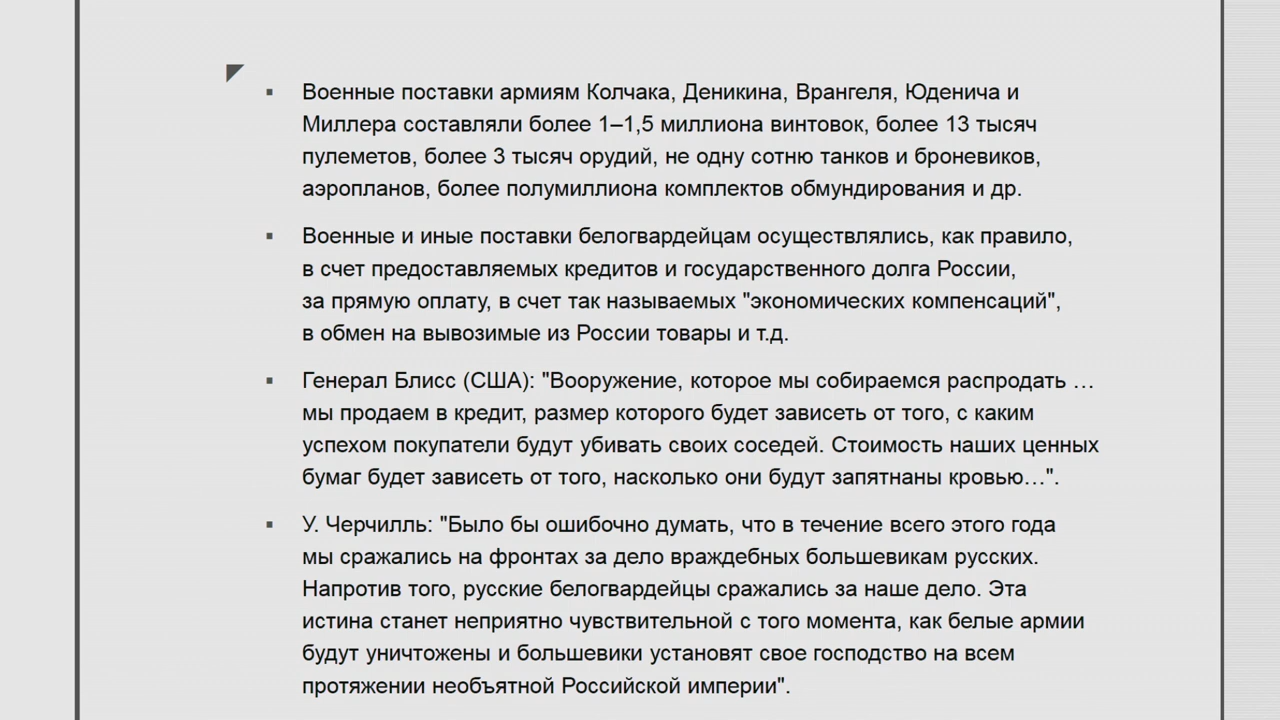 ▪ Военные поставки армиям Колчака, Деникина, Врангеля, Юденича и
Миллера составляли более 1–1,5 миллиона винтовок, более 13 тысяч
пулеметов, более 3 тысяч орудий, не одну сотню танков и броневиков,
аэропланов, более полумиллиона комплектов обмундирования и др.
▪ Военные и иные поставки белогвардейцам осуществлялись, как правило,
в счет предоставляемых кредитов и государственного долга России,
за прямую оплату, в счет так называемых "экономических компенсаций",
в обмен на вывозимые из России товары и т.д.
▪ Генерал Блисс (США): "Вооружение, которое мы собираемся распродать …
мы продаем в кредит, размер которого будет зависеть от того, с каким
успехом покупатели будут убивать своих соседей. Стоимость наших ценных
бумаг будет зависеть от того, насколько они будут запятнаны кровью…".
▪ У. Черчилль: "Было бы ошибочно думать, что в течение всего этого года
мы сражались на фронтах за дело враждебных большевикам русских.
Напротив того, русские белогвардейцы сражались за наше дело. Эта
истина станет неприятно чувствительной с того момента, как белые армии
будут уничтожены и большевики установят свое господство на всем
протяжении необъятной Российской империи".